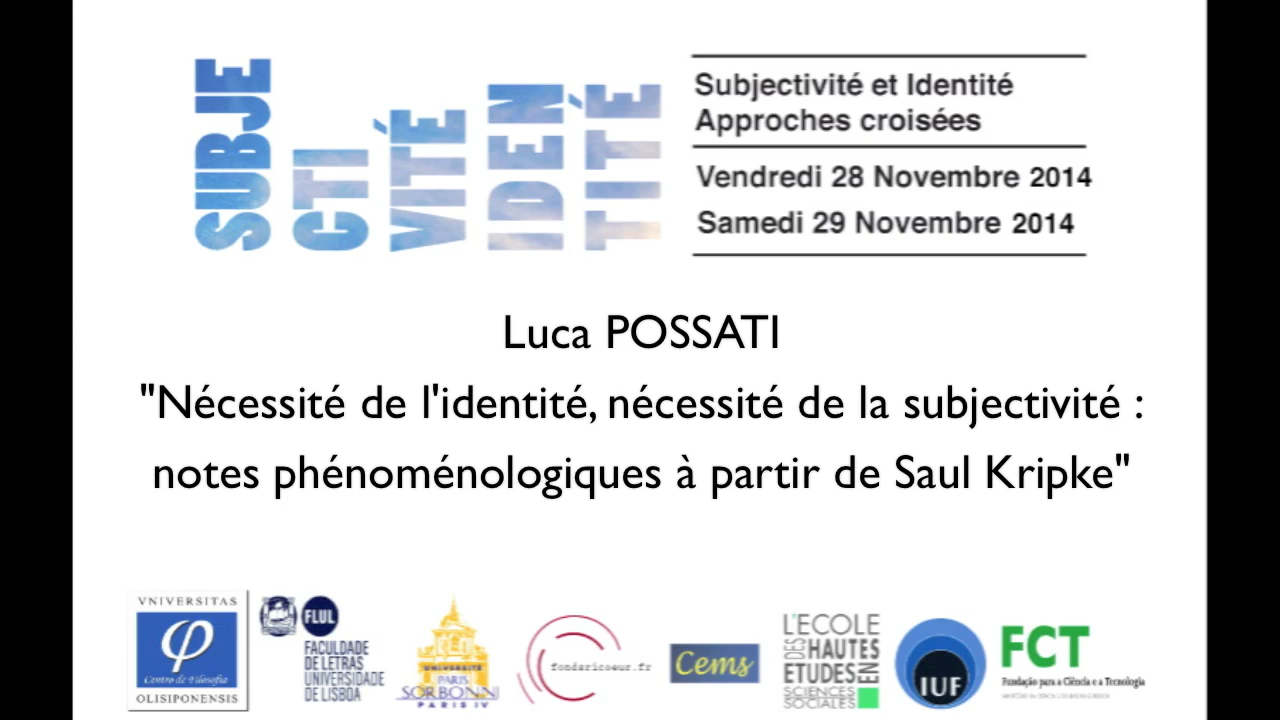 SUBJE
CTI
VITÉ
IDEN
TITÉ
Subjectivité et Identité
Approches croisées
Vendredi 28 Novembre 2014
Samedi 29 Novembre 2014
Luca POSSATI
"Nécessité de l'identité, nécessité de la subjectivité :
notes phénoménologiques à partir de Saul Kripke"
VNIVERSITAS
φ
Centro de Filosofia
OLISIPONENSIS
FLUL
FACULDADE
DE LETRAS
UNIVERSIDADE
DE LISBOA
UNIVERSITÉ
PARIS
SORBONNE
PARIS IV
fondsricoeur.fr
Cems
L'ECOLE
DES HAUTES
ETUDES EN
SCIENCES
SOCIALES
IUF
FCT
Fundação para a Ciência e a Tecnologia